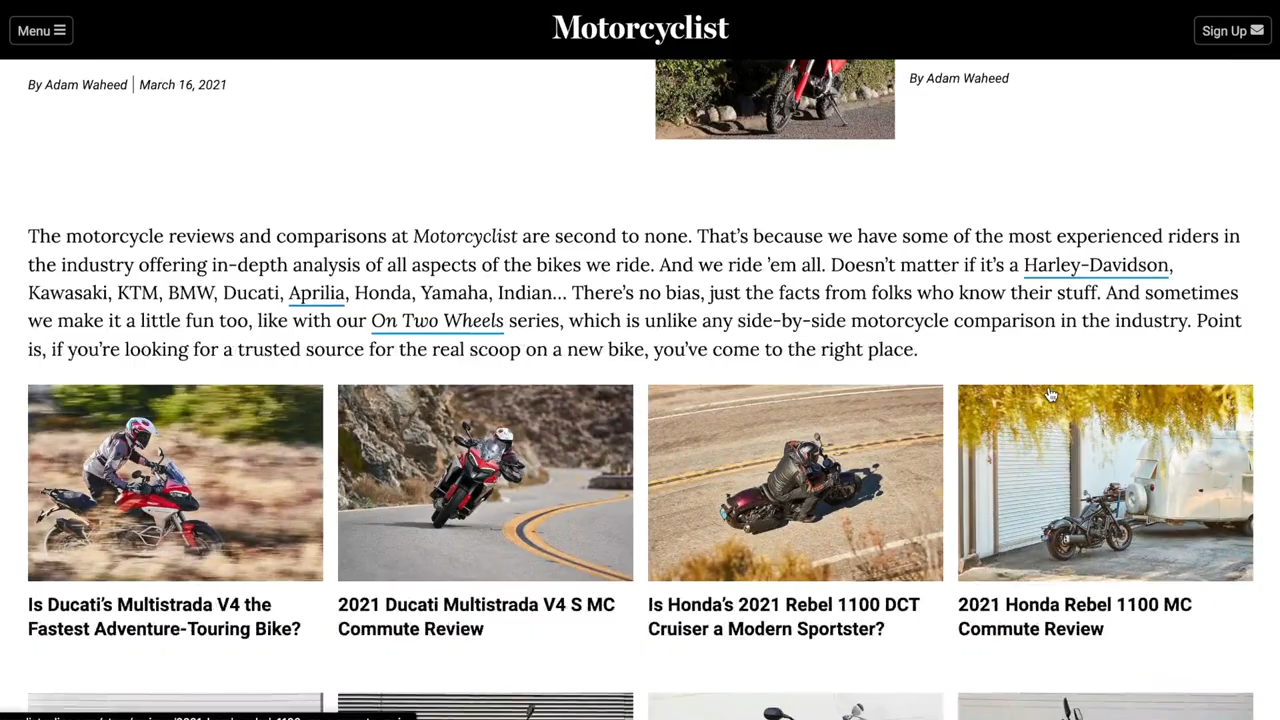 Menu
Motorcyclist
Sign Up
By Adam Waheed | March 16, 2021
By Adam Waheed
The motorcycle reviews and comparisons at Motorcyclist are second to none. That’s because we have some of the most experienced riders in
the industry offering in-depth analysis of all aspects of the bikes we ride. And we ride ’em all. Doesn’t matter if it’s a Harley-Davidson,
Kawasaki, KTM, BMW, Ducati, Aprilia, Honda, Yamaha, Indian... There’s no bias, just the facts from folks who know their stuff. And sometimes
we make it a little fun too, like with our On Two Wheels series, which is unlike any side-by-side motorcycle comparison in the industry. Point
is, if you’re looking for a trusted source for the real scoop on a new bike, you’ve come to the right place.
Is Ducati’s Multistrada V4 the
Fastest Adventure-Touring Bike?
2021 Ducati Multistrada V4 S MC
Commute Review
Is Honda’s 2021 Rebel 1100 DCT
Cruiser a Modern Sportster?
2021 Honda Rebel 1100 MC
Commute Review